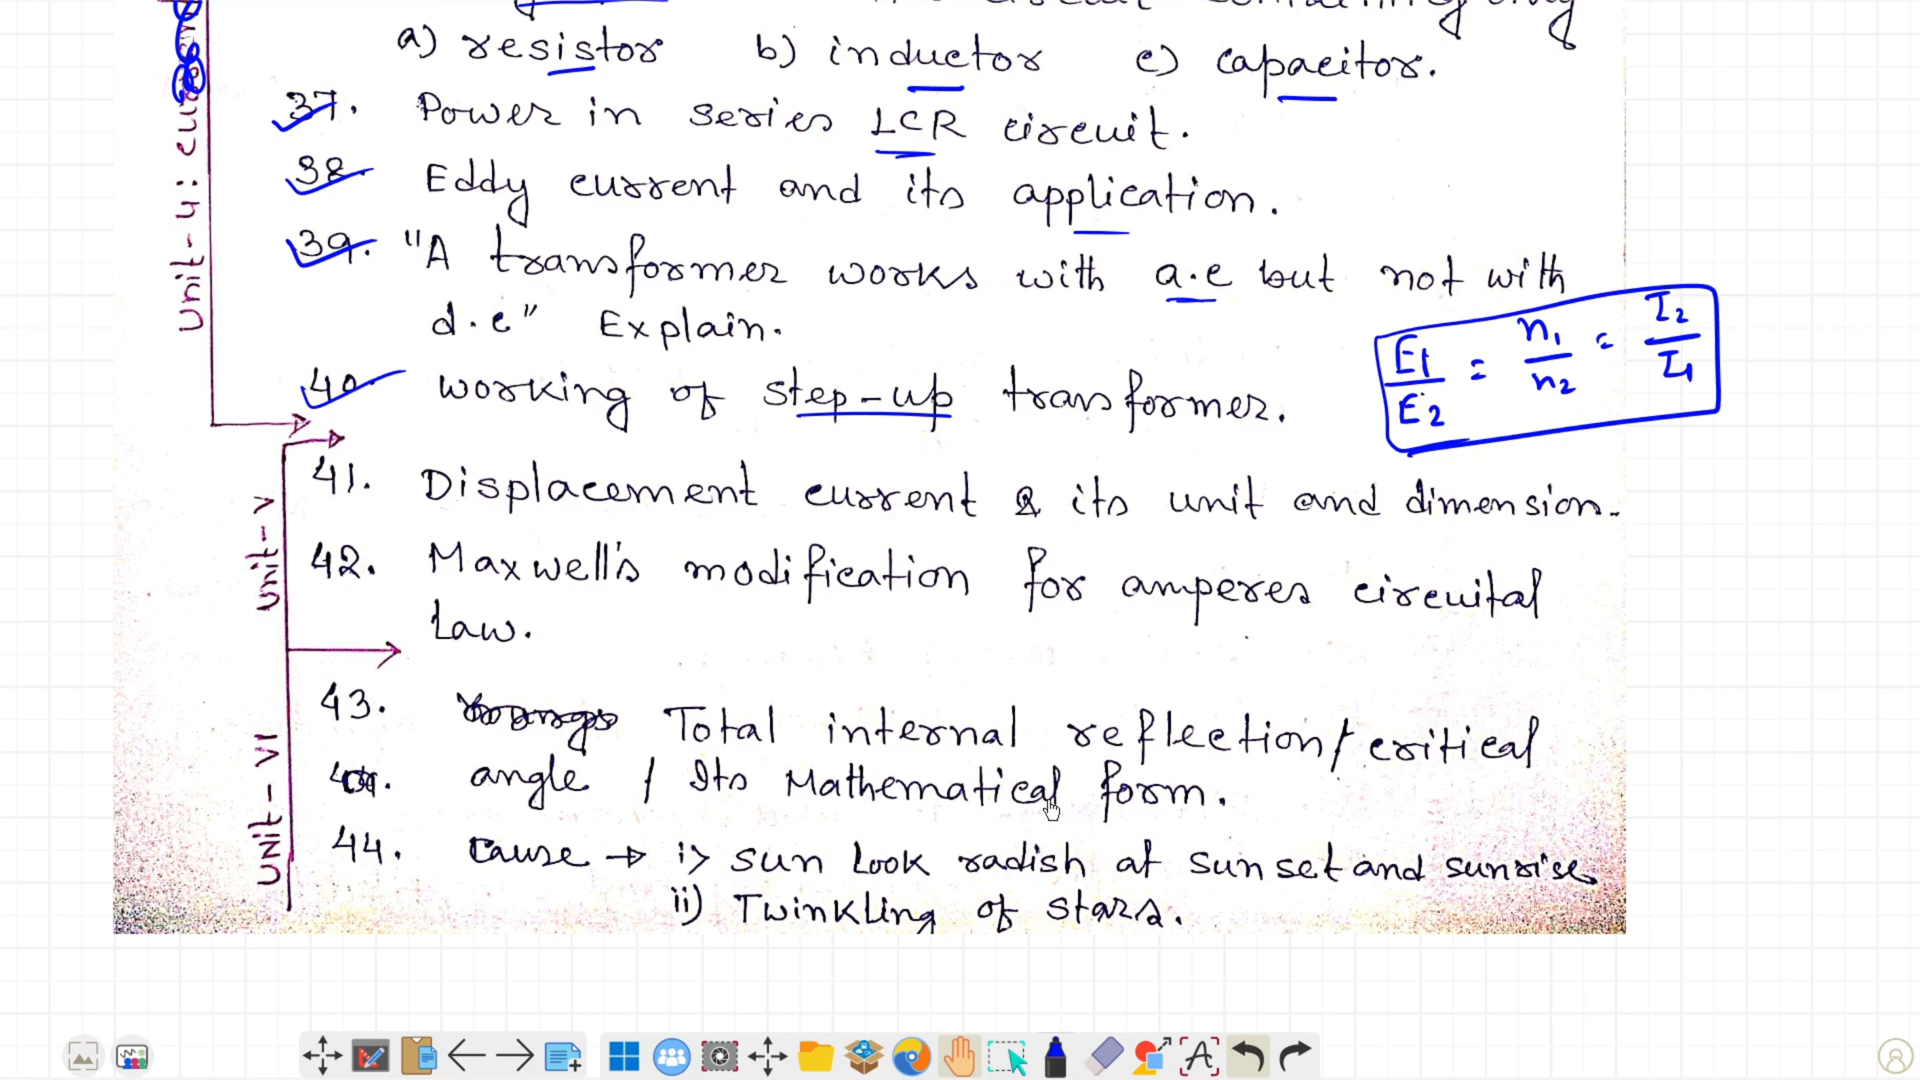 a) resistor b) inductor c) capacitor.
37. Power in series LCR circuit.
38. Eddy current and its application.
39. "A transformer works with a.c but not with
d.c" Explain.
E1/E2 = n1/n2 = I2/I1
40. working of step-up transformer.
41. Displacement current & its unit and dimension.
42. Maxwell's modification for amperes circuital
Law.
43. Total internal reflection/critical
angle / Its Mathematical form.
44. Cause → i> sun look radish at sunset and sunrise
ii) Twinkling of stars.
Unit-4:
Unit-V
Unit-VI